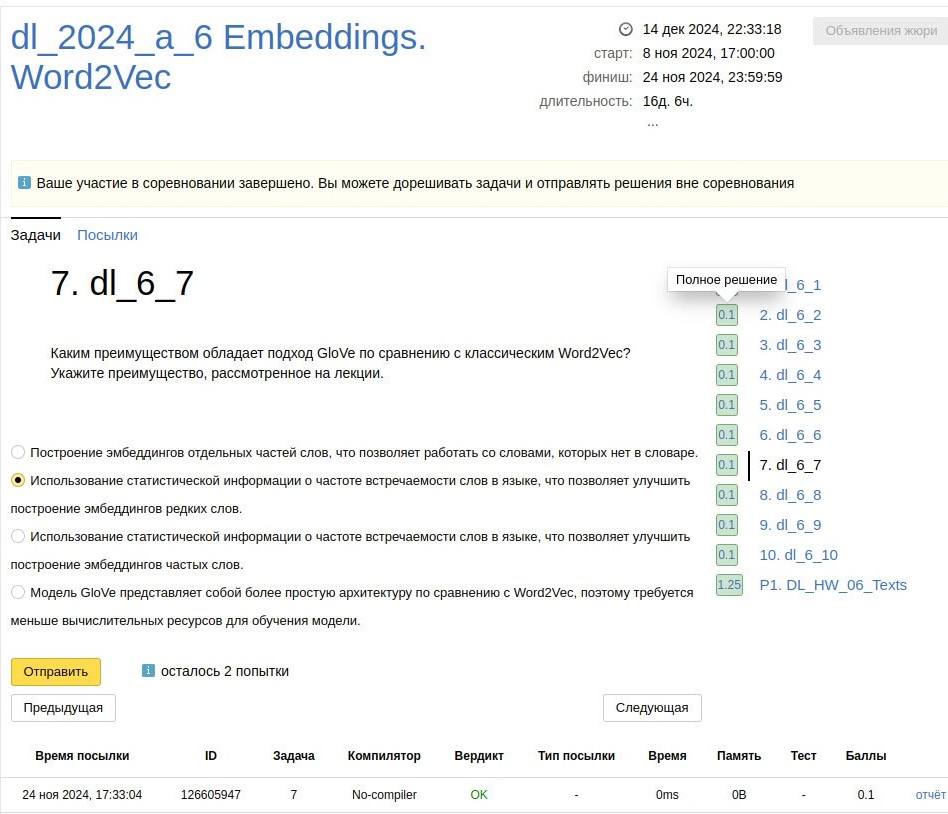 dl_2024_a_6 Embeddings.
Word2Vec
14 дек 2024, 22:33:18
старт: 8 ноя 2024, 17:00:00
финиш: 24 ноя 2024, 23:59:59
длительность: 16д. 6ч.
...
Объявления жюри
Ваше участие в соревновании завершено. Вы можете дорешивать задачи и отправлять решения вне соревнования
Задачи Посылки
7. dl_6_7
Каким преимуществом обладает подход GloVe по сравнению с классическим Word2Vec?
Укажите преимущество, рассмотренное на лекции.
Построение эмбеддингов отдельных частей слов, что позволяет работать со словами, которых нет в словаре.
Использование статистической информации о частоте встречаемости слов в языке, что позволяет улучшить
построение эмбеддингов редких слов.
Использование статистической информации о частоте встречаемости слов в языке, что позволяет улучшить
построение эмбеддингов частых слов.
Модель GloVe представляет собой более простую архитектуру по сравнению с Word2Vec, поэтому требуется
меньше вычислительных ресурсов для обучения модели.
Отправить осталось 2 попытки
Предыдущая Следующая
Полное решение
l_6_1
0.1 2. dl_6_2
0.1 3. dl_6_3
0.1 4. dl_6_4
0.1 5. dl_6_5
0.1 6. dl_6_6
0.1 7. dl_6_7
0.1 8. dl_6_8
0.1 9. dl_6_9
0.1 10. dl_6_10
1.25 P1. DL_HW_06_Texts
Время посылки ID Задача Компилятор Вердикт Тип посылки Время Память Тест Баллы
24 ноя 2024, 17:33:04 126605947 7 No-compiler OK - 0ms 0B - 0.1 отчёт